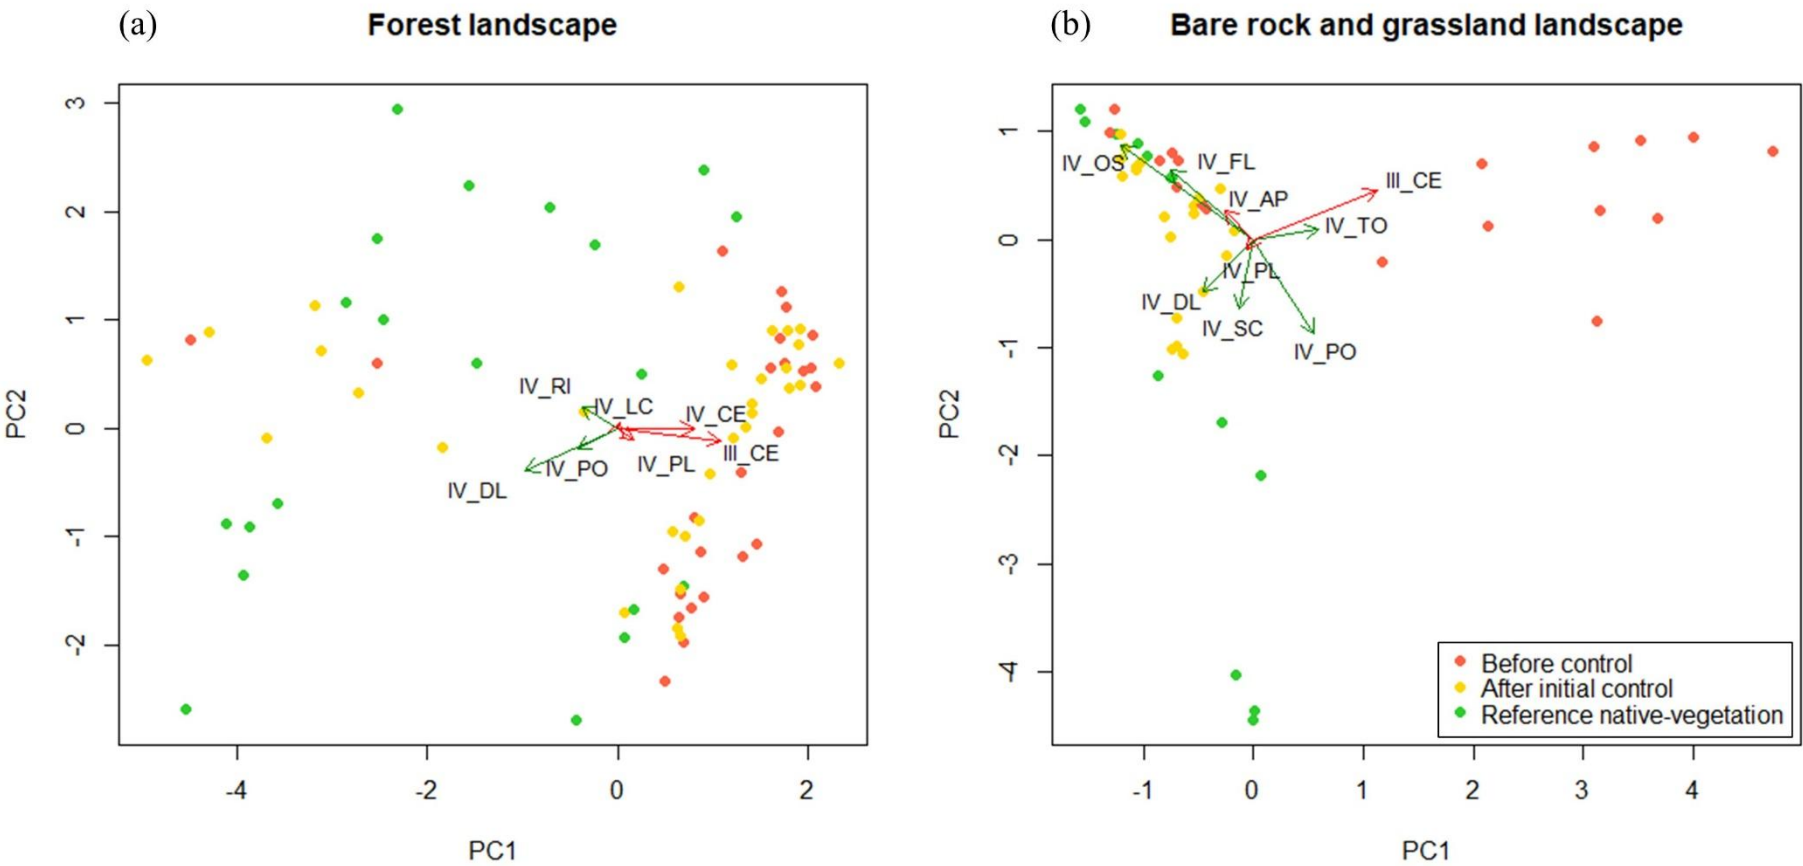 (a)
Forest landscape
3
2
1
0
-1
-2
PC2
IV_RI
IV_LC
IV_CE
III_CE
IV_PL
IV_PO
IV_DL
-4
-2
0
2
PC1
(b)
Bare rock and grassland landscape
1
0
-1
-2
-3
-4
PC2
IV_OS
IV_FL
IV_AP
III_CE
IV_TO
IV_PL
IV_DL
IV_SC
IV_PO
Before control
After initial control
Reference native-vegetation
-1
0
1
2
3
4
PC1